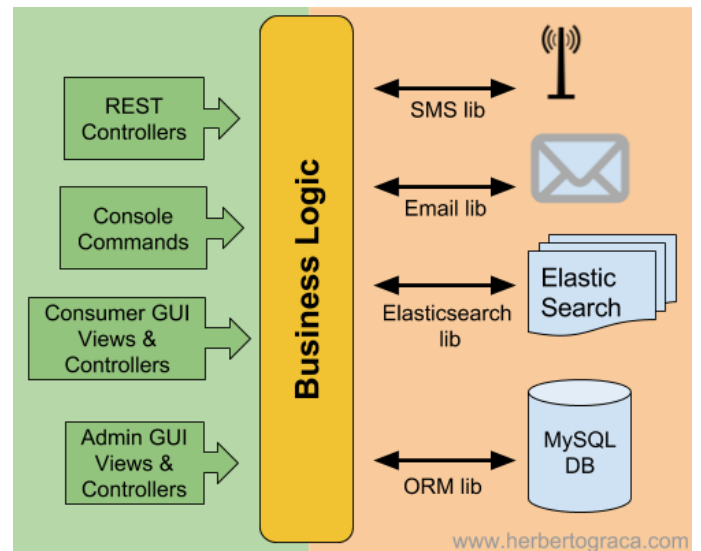 REST
Controllers
Console
Commands
Consumer GUI
Views &
Controllers
Admin GUI
Views &
Controllers
Business Logic
SMS lib
Email lib
Elasticsearch
lib
Elastic
Search
ORM lib
MySQL
DB
www.herbertograca.com